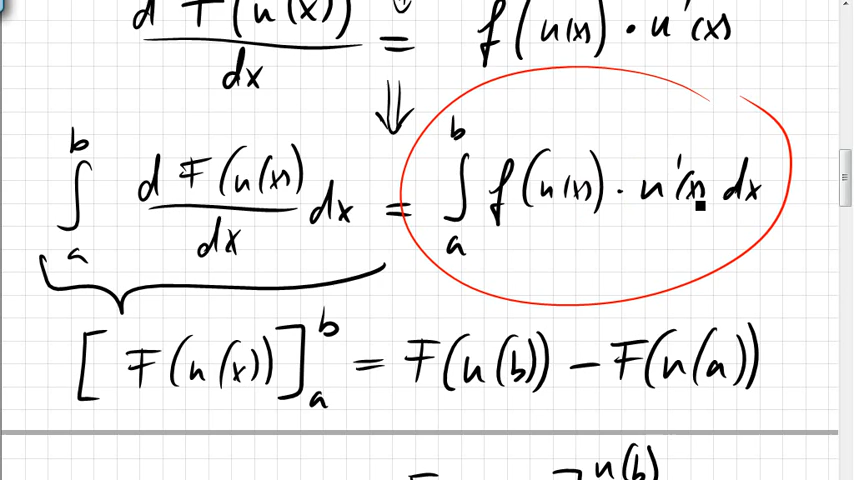 d F(u(x)) / dx = f(u(x)) · u'(x)
⇓
∫_a^b d F(u(x)) / dx dx = ∫_a^b f(u(x)) · u'(x) dx
[F(u(x))]_a^b = F(u(b)) − F(u(a))
]^u(b)